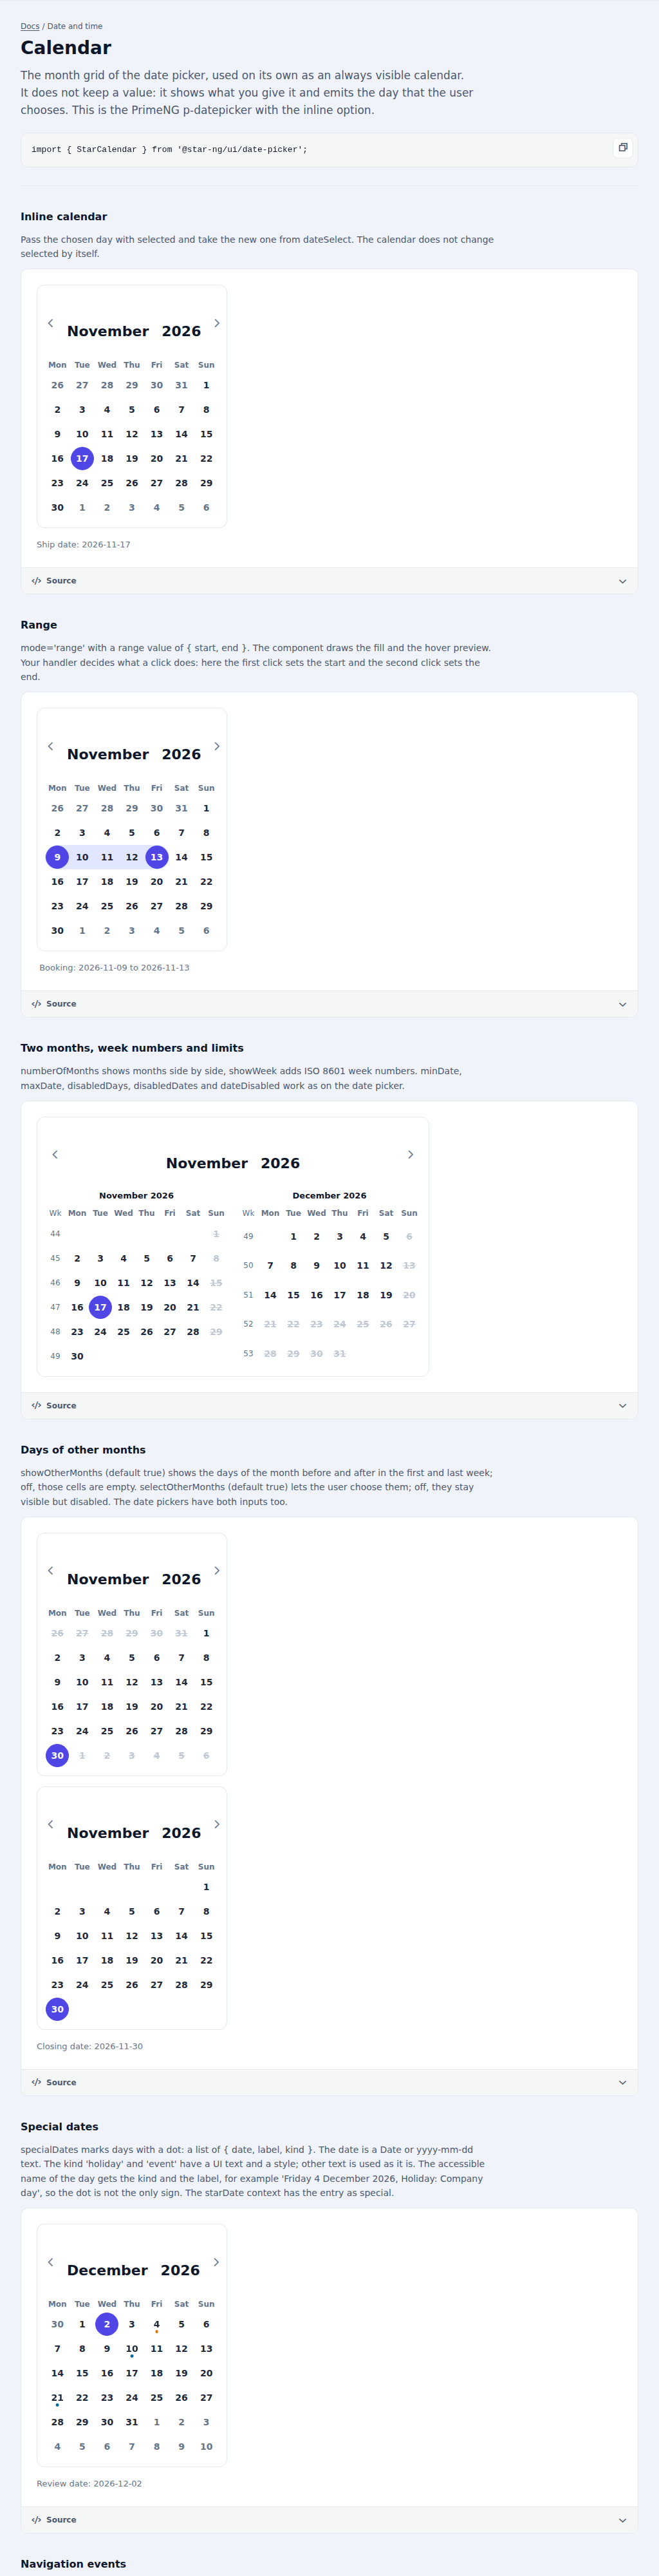 Docs / Date and time
Calendar
The month grid of the date picker, used on its own as an always visible calendar.
It does not keep a value: it shows what you give it and emits the day that the user
chooses. This is the PrimeNG p-datepicker with the inline option.
import { StarCalendar } from '@star-ng/ui/date-picker';
Inline calendar
Pass the chosen day with selected and take the new one from dateSelect. The calendar does not change
selected by itself.
November 2026
Mon Tue Wed Thu Fri Sat Sun
26 27 28 29 30 31 1
2 3 4 5 6 7 8
9 10 11 12 13 14 15
16 17 18 19 20 21 22
23 24 25 26 27 28 29
30 1 2 3 4 5 6
Ship date: 2026-11-17
Source
Range
mode='range' with a range value of { start, end }. The component draws the fill and the hover preview.
Your handler decides what a click does: here the first click sets the start and the second click sets the
end.
November 2026
Mon Tue Wed Thu Fri Sat Sun
26 27 28 29 30 31 1
2 3 4 5 6 7 8
9 10 11 12 13 14 15
16 17 18 19 20 21 22
23 24 25 26 27 28 29
30 1 2 3 4 5 6
Booking: 2026-11-09 to 2026-11-13
Source
Two months, week numbers and limits
numberOfMonths shows months side by side, showWeek adds ISO 8601 week numbers. minDate,
maxDate, disabledDays, disabledDates and dateDisabled work as on the date picker.
November 2026
November 2026
Wk Mon Tue Wed Thu Fri Sat Sun
44 1
45 2 3 4 5 6 7 8
46 9 10 11 12 13 14 15
47 16 17 18 19 20 21 22
48 23 24 25 26 27 28 29
49 30
December 2026
Wk Mon Tue Wed Thu Fri Sat Sun
49 1 2 3 4 5 6
50 7 8 9 10 11 12 13
51 14 15 16 17 18 19 20
52 21 22 23 24 25 26 27
53 28 29 30 31
Source
Days of other months
showOtherMonths (default true) shows the days of the month before and after in the first and last week;
off, those cells are empty. selectOtherMonths (default true) lets the user choose them; off, they stay
visible but disabled. The date pickers have both inputs too.
November 2026
Mon Tue Wed Thu Fri Sat Sun
26 27 28 29 30 31 1
2 3 4 5 6 7 8
9 10 11 12 13 14 15
16 17 18 19 20 21 22
23 24 25 26 27 28 29
30 1 2 3 4 5 6
November 2026
Mon Tue Wed Thu Fri Sat Sun
1
2 3 4 5 6 7 8
9 10 11 12 13 14 15
16 17 18 19 20 21 22
23 24 25 26 27 28 29
30
Closing date: 2026-11-30
Source
Special dates
specialDates marks days with a dot: a list of { date, label, kind }. The date is a Date or yyyy-mm-dd
text. The kind 'holiday' and 'event' have a UI text and a style; other text is used as it is. The accessible
name of the day gets the kind and the label, for example 'Friday 4 December 2026, Holiday: Company
day', so the dot is not the only sign. The starDate context has the entry as special.
December 2026
Mon Tue Wed Thu Fri Sat Sun
30 1 2 3 4 5 6
7 8 9 10 11 12 13
14 15 16 17 18 19 20
21 22 23 24 25 26 27
28 29 30 31 1 2 3
4 5 6 7 8 9 10
Review date: 2026-12-02
Source
Navigation events